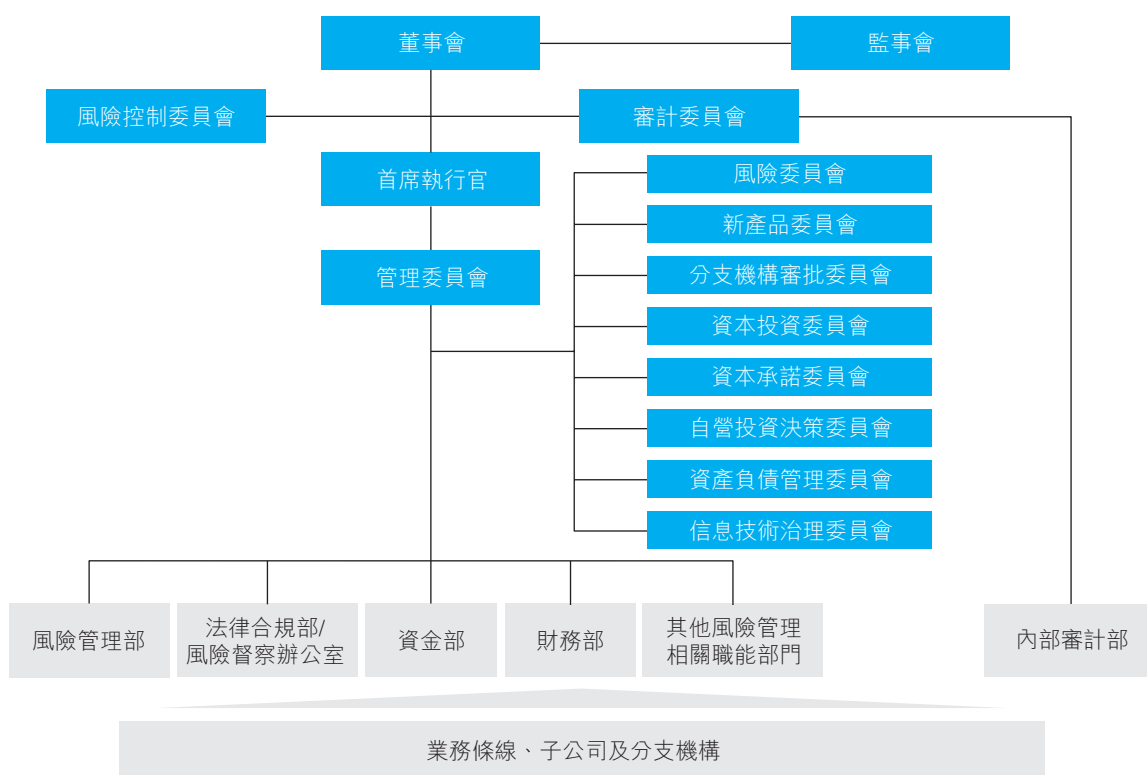 董事會
監事會
風險控制委員會
審計委員會
首席執行官
管理委員會
風險委員會
新產品委員會
分支機構審批委員會
資本投資委員會
資本承諾委員會
自營投資決策委員會
資產負債管理委員會
信息技術治理委員會
風險管理部
法律合規部/
風險督察辦公室
資金部
財務部
其他風險管理
相關職能部門
內部審計部
業務條線、子公司及分支機構